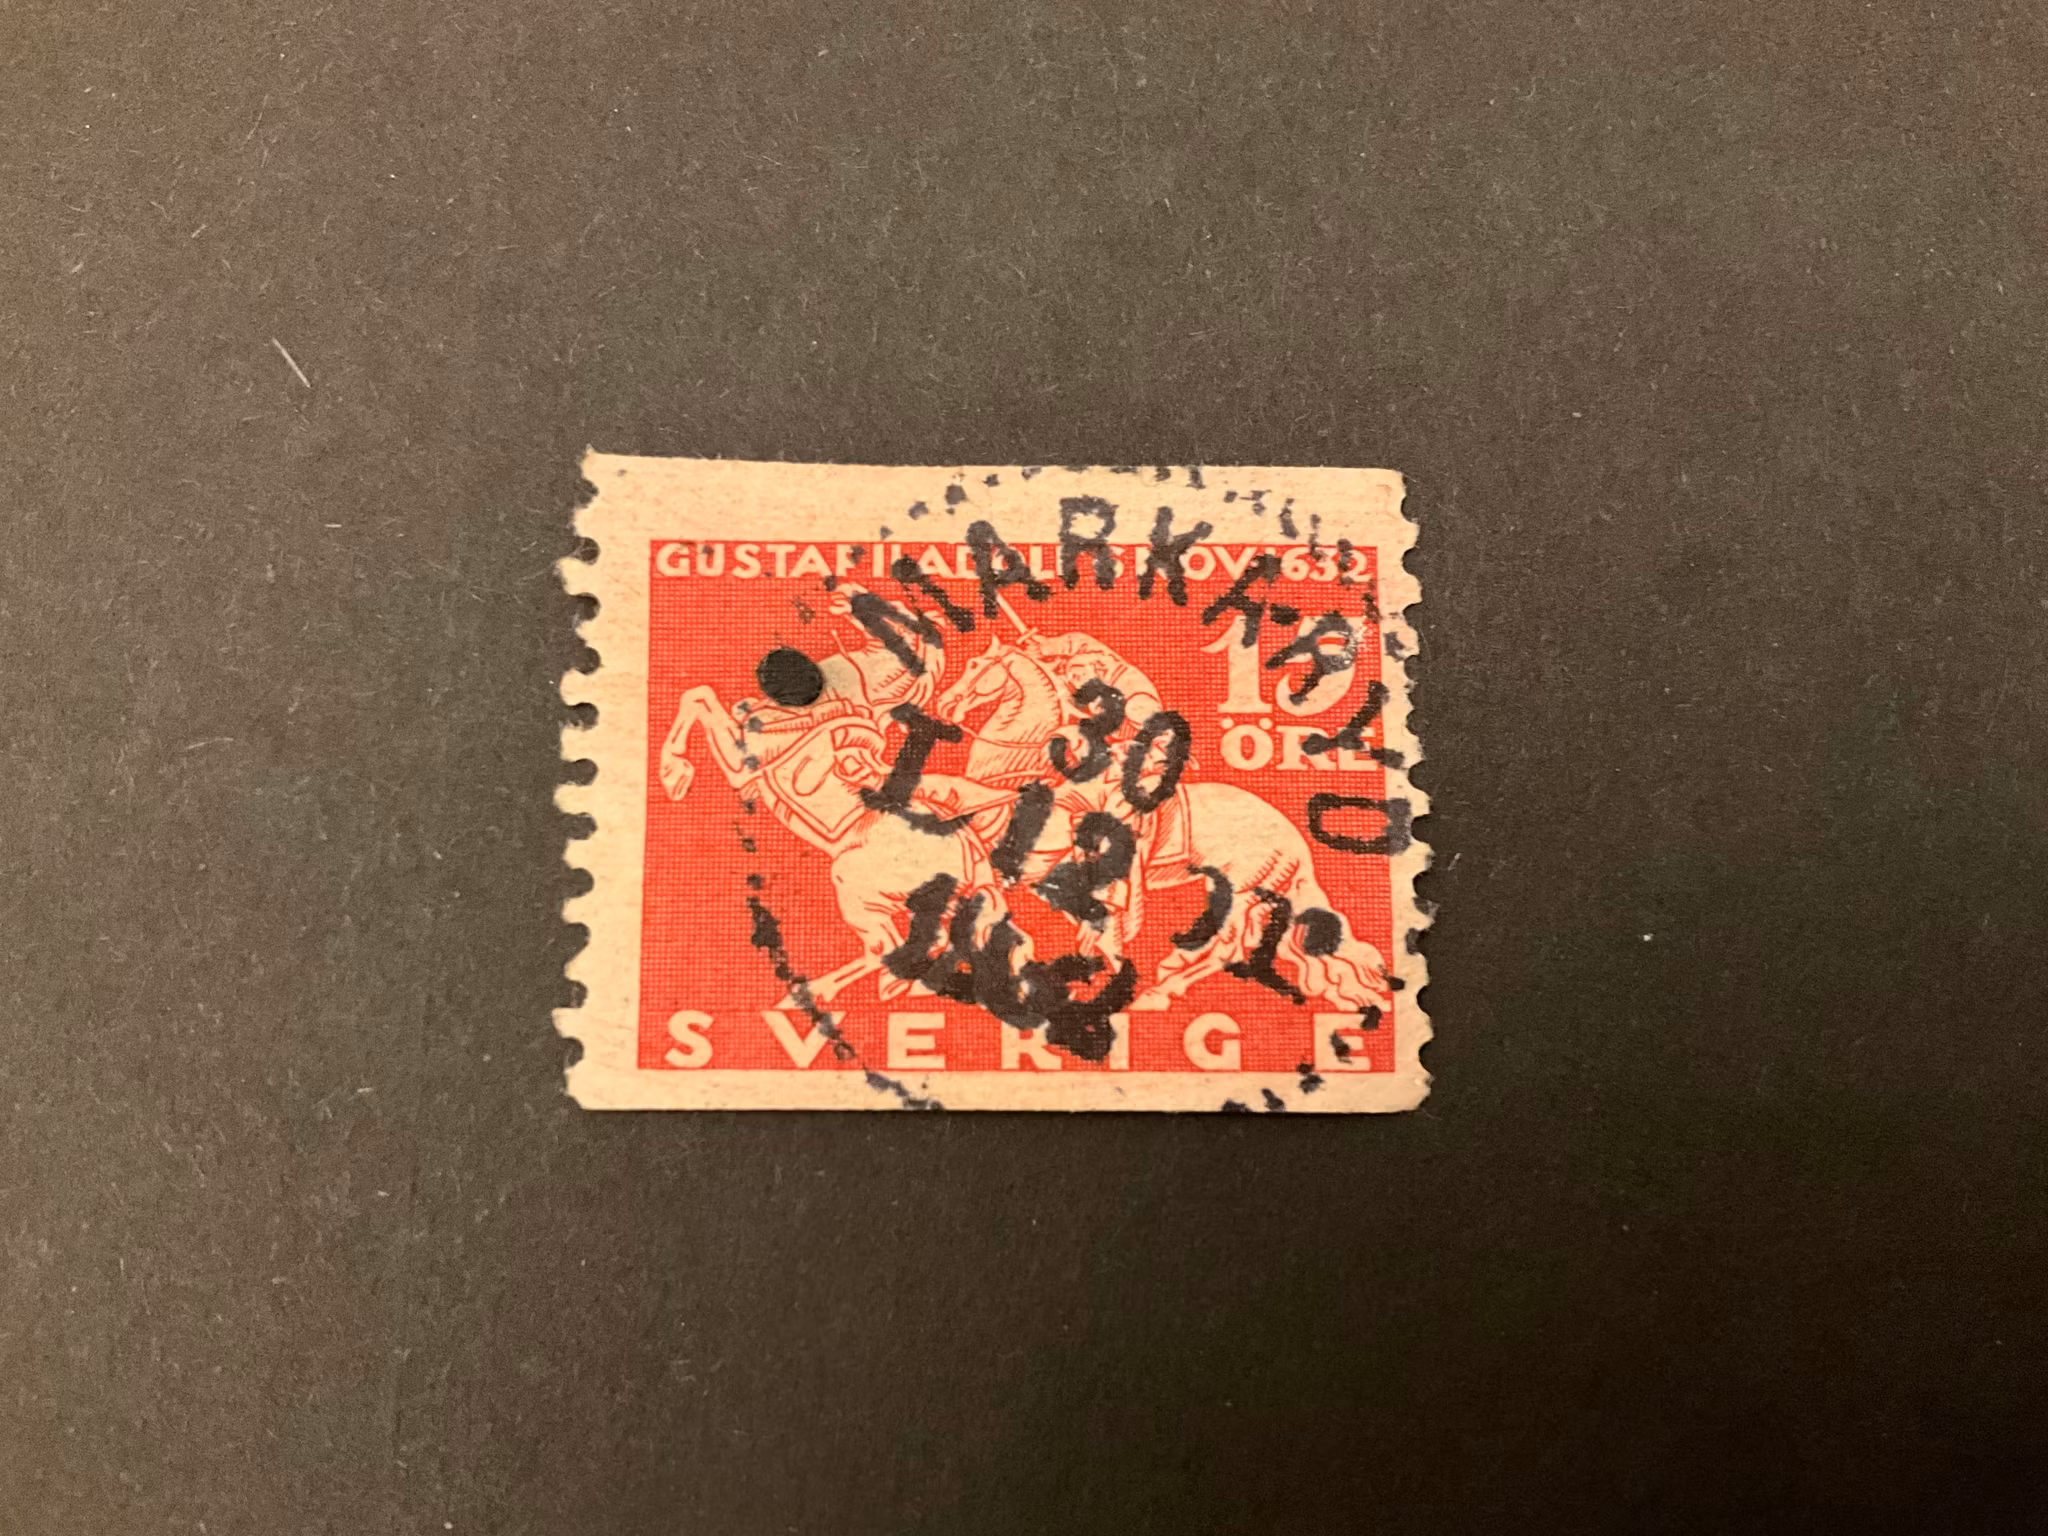 GUSTAF II ADOLF 6 NOV. 1632
15
ÖRE
SVERIGE
MARKARYD
30
12